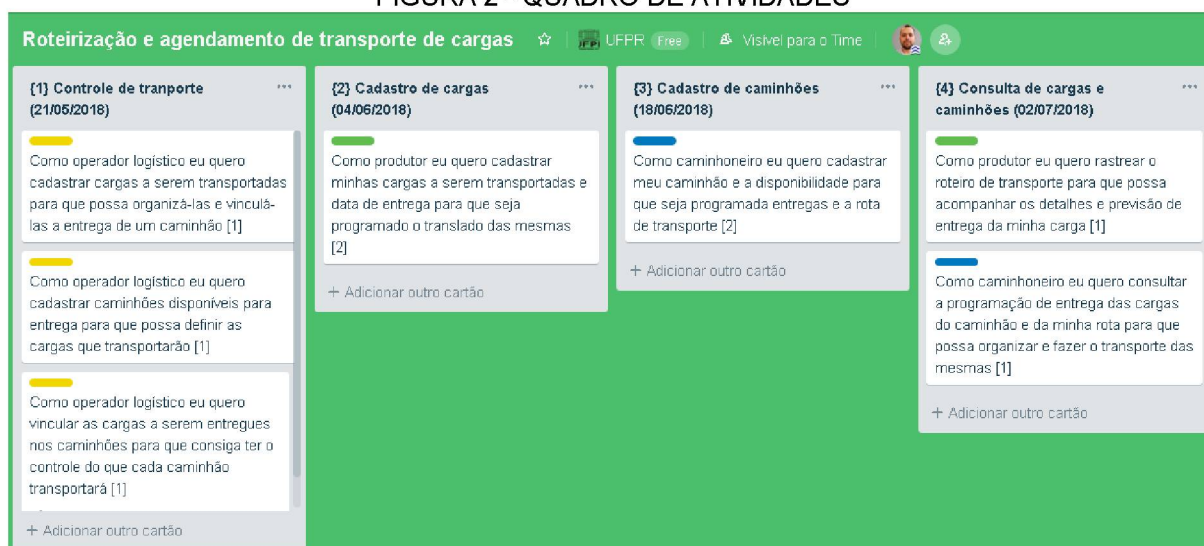 FIGURA 2 - QUADRO DE ATIVIDADES
Roteirização e agendamento de transporte de cargas
UFPR Free
Visível para o Time
{1} Controle de tranporte
(21/05/2018)
Como operador logístico eu quero
cadastrar cargas a serem transportadas
para que possa organizá-las e vinculá-
las a entrega de um caminhão [1]
Como operador logístico eu quero
cadastrar caminhões disponíveis para
entrega para que possa definir as
cargas que transportarão [1]
Como operador logístico eu quero
vincular as cargas a serem entregues
nos caminhões para que consiga ter o
controle do que cada caminhão
transportará [1]
+ Adicionar outro cartão
{2} Cadastro de cargas
(04/06/2018)
Como produtor eu quero cadastrar
minhas cargas a serem transportadas e
data de entrega para que seja
programado o translado das mesmas
[2]
+ Adicionar outro cartão
{3} Cadastro de caminhões
(18/06/2018)
Como caminhoneiro eu quero cadastrar
meu caminhão e a disponibilidade para
que seja programada entregas e a rota
de transporte [2]
+ Adicionar outro cartão
{4} Consulta de cargas e
caminhões (02/07/2018)
Como produtor eu quero rastrear o
roteiro de transporte para que possa
acompanhar os detalhes e previsão de
entrega da minha carga [1]
Como caminhoneiro eu quero consultar
a programação de entrega das cargas
do caminhão e da minha rota para que
possa organizar e fazer o transporte das
mesmas [1]
+ Adicionar outro cartão